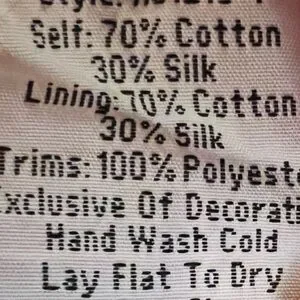 Self: 70% Cotton
30% Silk
Lining: 70% Cotton
30% Silk
Trims: 100% Polyeste
Exclusive Of Decorati
Hand Wash Cold
Lay Flat To Dry